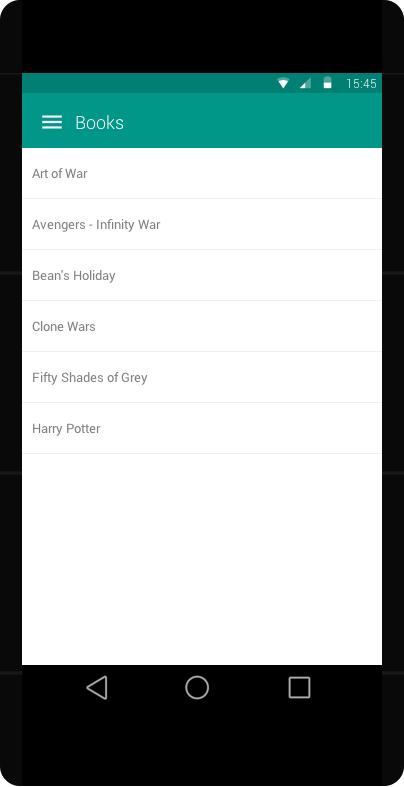 15:45
Books
Art of War
Avengers - Infinity War
Bean's Holiday
Clone Wars
Fifty Shades of Grey
Harry Potter